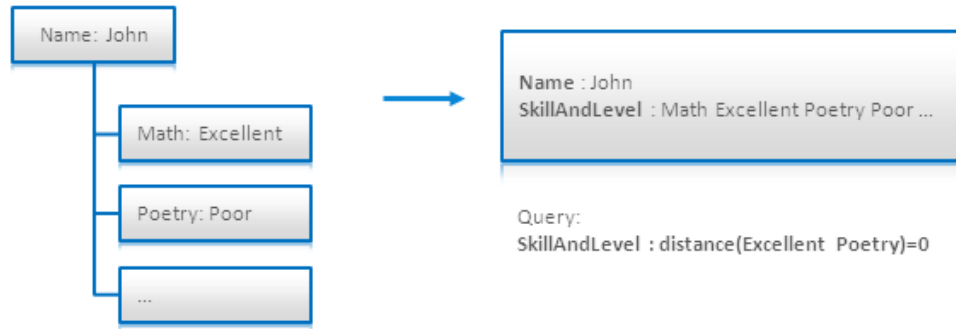 Name: John
Math: Excellent
Poetry: Poor
...
Name : John
SkillAndLevel : Math Excellent Poetry Poor ...
Query:
SkillAndLevel : distance(Excellent Poetry)=0